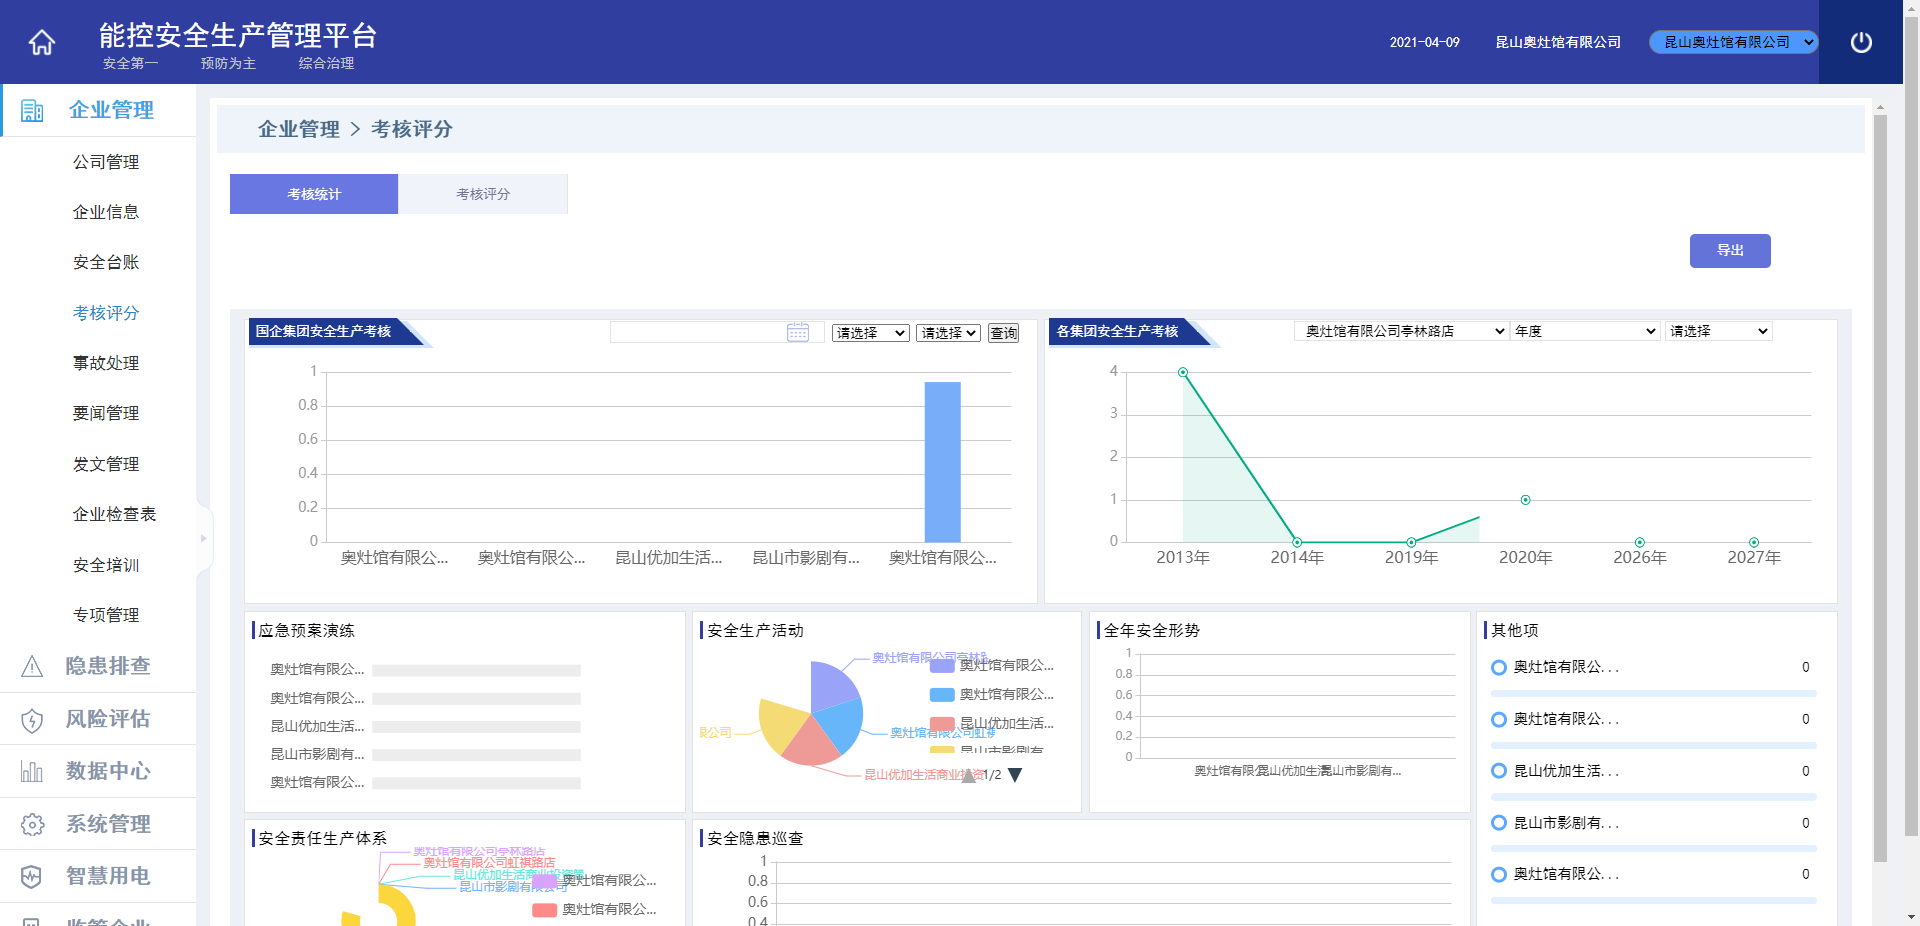 能控安全生产管理平台
安全第一 预防为主 综合治理
2021-04-09 昆山奥灶馆有限公司 昆山奥灶馆有限公司
企业管理
公司管理
企业信息
安全台账
考核评分
事故处理
要闻管理
发文管理
企业检查表
安全培训
专项管理
隐患排查
风险评估
数据中心
系统管理
智慧用电
企业管理 > 考核评分
考核统计 考核评分
导出
国企集团安全生产考核 请选择 请选择 查询
1
0.8
0.6
0.4
0.2
0
奥灶馆有限公... 奥灶馆有限公... 昆山优加生活... 昆山市影剧有... 奥灶馆有限公...
各集团安全生产考核 奥灶馆有限公司亭林路店 年度 请选择
4
3
2
1
0
2013年 2014年 2019年 2020年 2026年 2027年
应急预案演练
奥灶馆有限公...
奥灶馆有限公...
昆山优加生活...
昆山市影剧有...
奥灶馆有限公...
安全生产活动
奥灶馆有限公司亭林
奥灶馆有限公司虹祺
昆山优加生活商业投资
限公司
奥灶馆有限公...
奥灶馆有限公...
昆山优加生活...
昆山市影剧有
1/2
全年安全形势
1
0.8
0.6
0.4
0.2
0
奥灶馆有限公 昆山优加生活 昆山市影剧有...
其他项
奥灶馆有限公... 0
奥灶馆有限公... 0
昆山优加生活... 0
昆山市影剧有... 0
奥灶馆有限公... 0
安全责任生产体系
奥灶馆有限公司亭林路店
奥灶馆有限公司虹祺路店
昆山优加生活商业投资管
昆山市影剧有限公司
奥灶馆有限公...
奥灶馆有限公...
安全隐患巡查
1
0.8
0.6
0.4